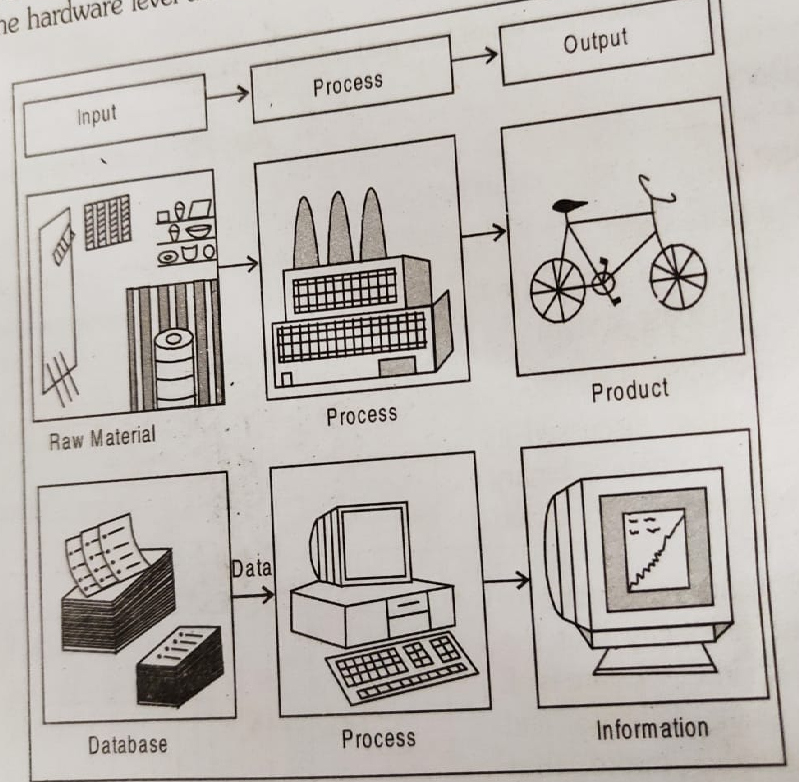 he hardware level
Input
Process
Output
Raw Material
Process
Product
Data
Database
Process
Information